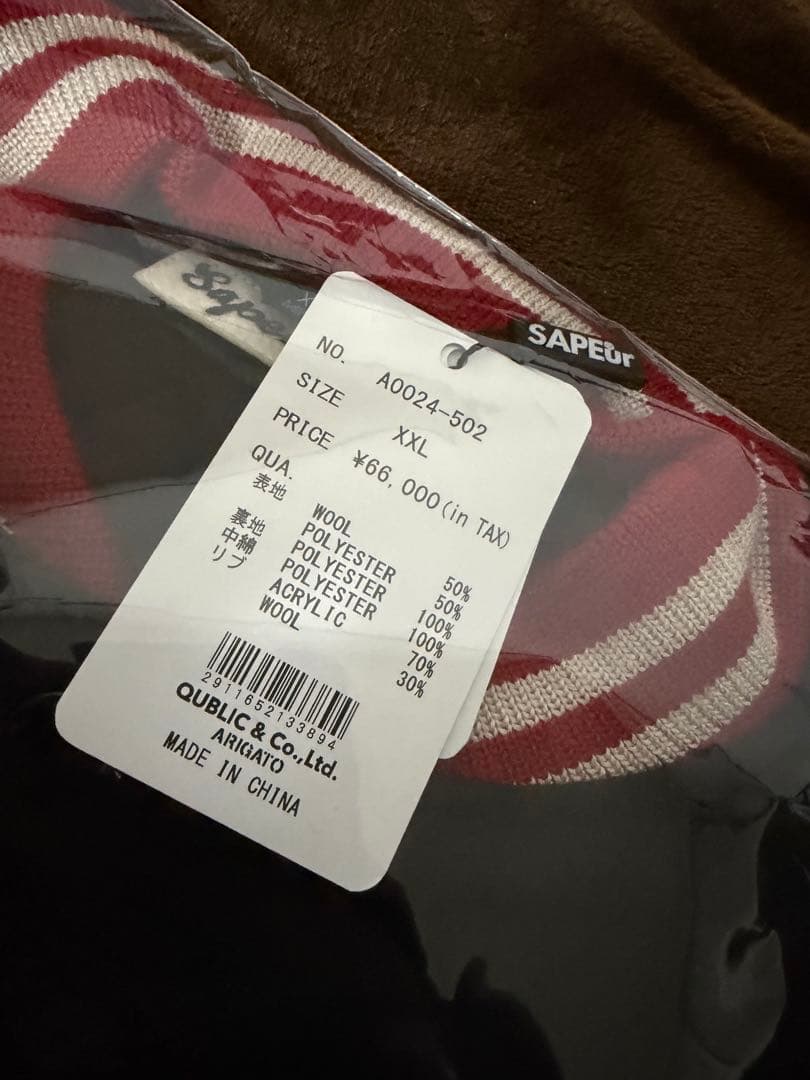 Sape
SAPEur
NO. A0024-502
SIZE XXL
PRICE ¥66,000(in TAX)
QUA.
表地 WOOL 50%
POLYESTER 50%
裏地 POLYESTER 100%
中綿 POLYESTER 100%
リブ ACRYLIC 70%
WOOL 30%
2911652133894
QUBLIC & Co.,Ltd.
ARIGATO
MADE IN CHINA